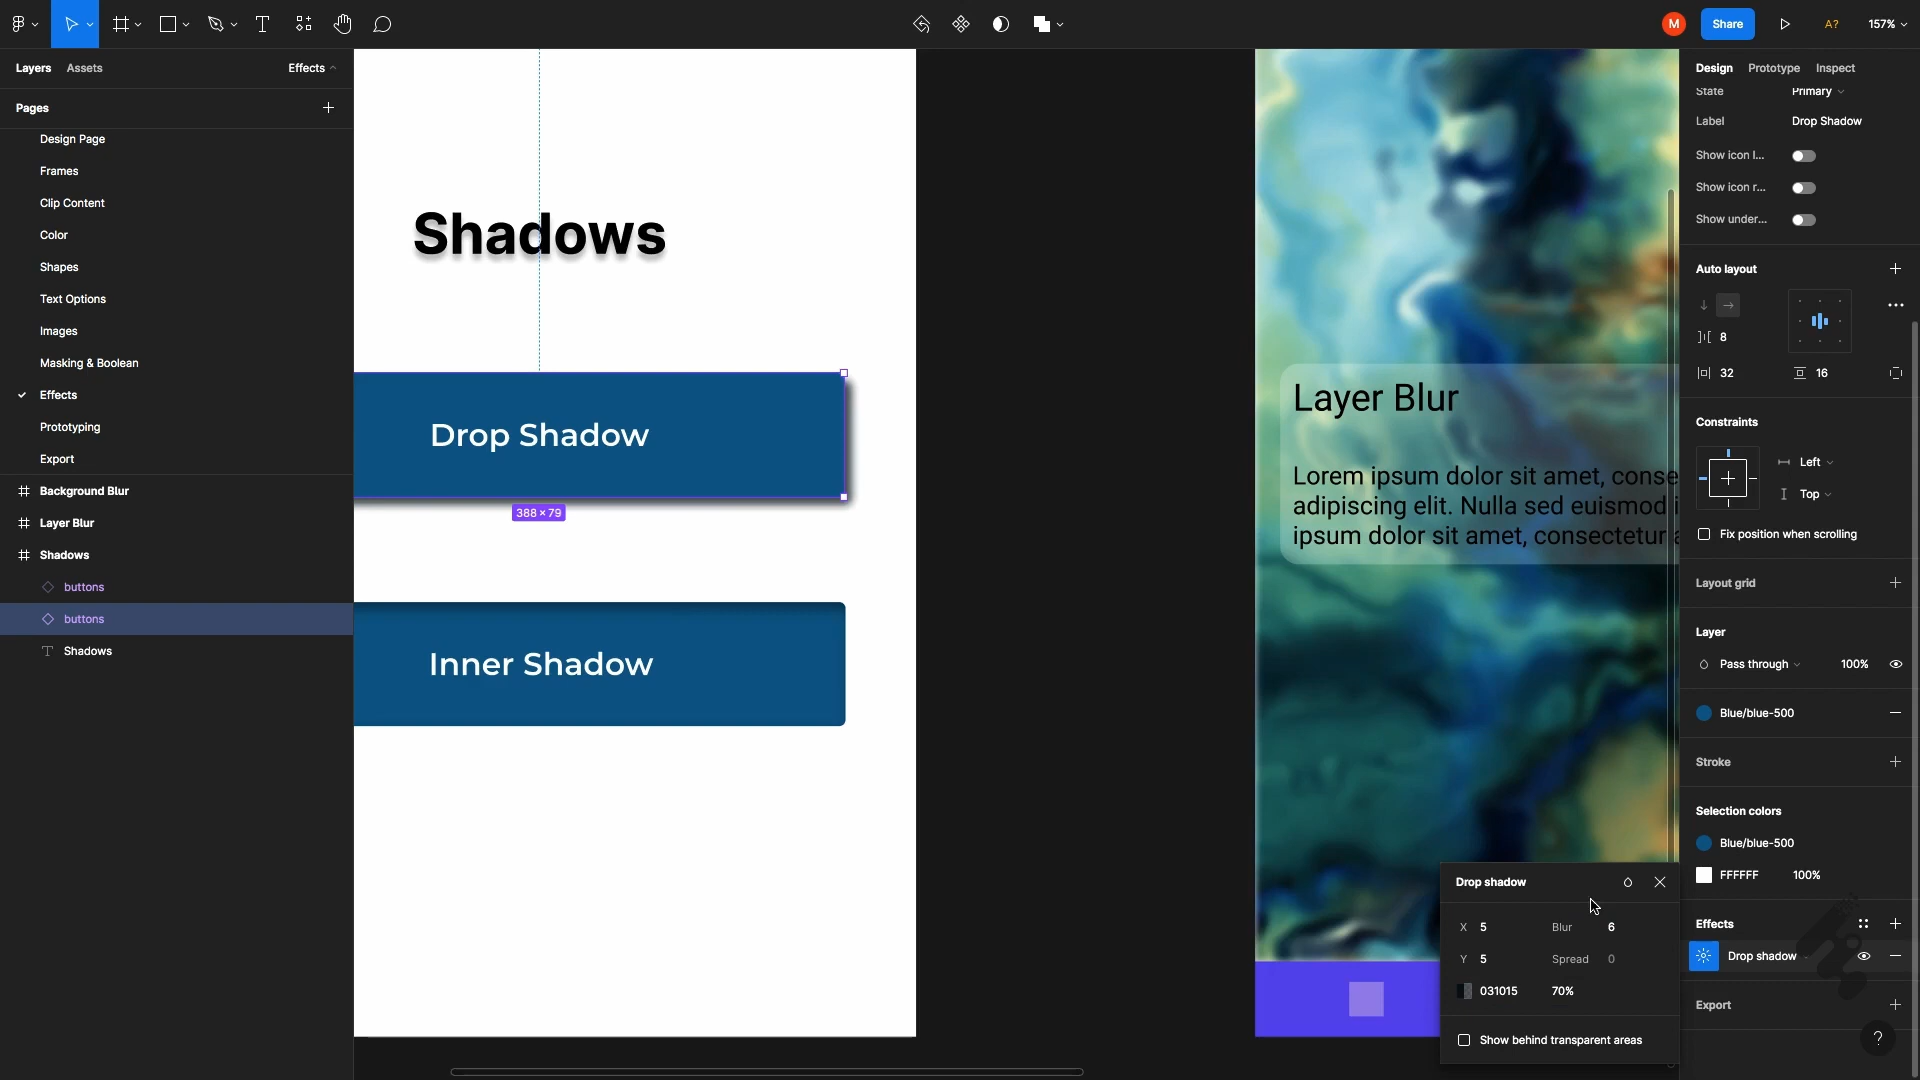 M
Share
A?
157%
Layers
Assets
Effects
Pages
Design Page
Frames
Clip Content
Color
Shapes
Text Options
Images
Masking & Boolean
Effects
Prototyping
Export
Background Blur
Layer Blur
Shadows
buttons
buttons
Shadows
Shadows
Drop Shadow
388 × 79
Inner Shadow
Layer Blur
Lorem ipsum dolor sit amet, conse
adipiscing elit. Nulla sed euismod i
ipsum dolor sit amet, consectetur a
Drop shadow
X 5 Blur 6
Y 5 Spread 0
031015 70%
Show behind transparent areas
Design
Prototype
Inspect
State Primary
Label Drop Shadow
Show icon l...
Show icon r...
Show under...
Auto layout
8
32 16
Constraints
Left
Top
Fix position when scrolling
Layout grid
Layer
Pass through 100%
Blue/blue-500
Stroke
Selection colors
Blue/blue-500
FFFFFF 100%
Effects
Drop shadow
Export
?